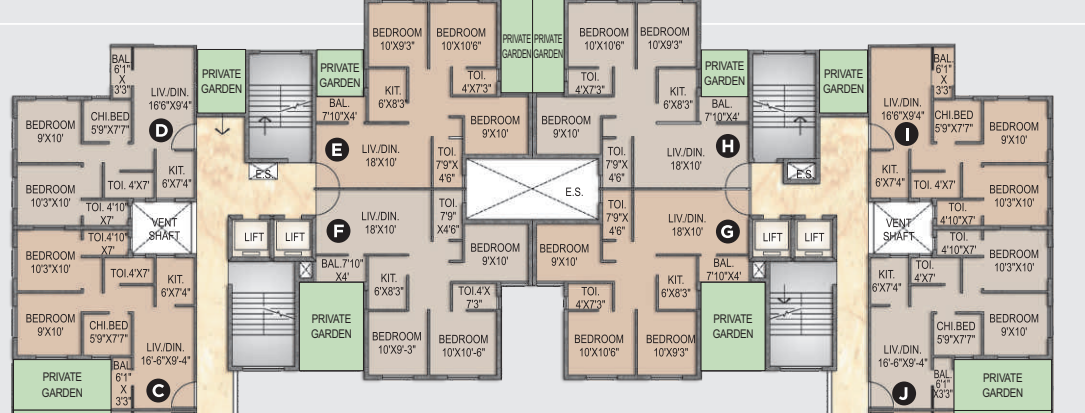 BAL.
6'1"
X
3'3"
LIV./DIN.
16'6"X9'4"
BEDROOM
9'X10'
CHI.BED
5'9"X7'7"
D
BEDROOM
10'3"X10'
TOI. 4'X7'
KIT.
6'X7'4"
TOI. 4'10"
X7'
VENT
SHAFT
TOI.4'10"
X7'
BEDROOM
10'3"X10'
TOI.4'X7'
KIT.
6'X7'4"
BEDROOM
9'X10'
CHI.BED
5'9"X7'7"
LIV./DIN.
16'-6"X9'-4"
PRIVATE
GARDEN
BAL.
6'1"
X
3'3"
C
PRIVATE
GARDEN
E.S.
LIFT
LIFT
PRIVATE
GARDEN
BAL.
7'10"X4'
BEDROOM
10'X9'3"
BEDROOM
10'X10'6"
KIT.
6'X8'3"
TOI.
4'X7'3"
BEDROOM
9'X10'
E
LIV./DIN.
18'X10'
TOI.
7'9"X
4'6"
F
LIV./DIN.
18'X10'
TOI.
7'9"
X4'6"
BEDROOM
9'X10'
BAL.7'10"
X4'
KIT.
6'X8'3"
TOI.4'X
7'3"
PRIVATE
GARDEN
BEDROOM
10'X9'-3"
BEDROOM
10'X10'-6"
PRIVATE
GARDEN
PRIVATE
GARDEN
E.S.
BEDROOM
10'X10'6"
BEDROOM
10'X9'3"
TOI.
4'X7'3"
KIT.
6'X8'3"
BEDROOM
9'X10'
PRIVATE
GARDEN
BAL.
7'10"X4'
H
LIV./DIN.
18'X10'
TOI.
7'9"X
4'6"
TOI.
7'9"X
4'6"
LIV./DIN.
18'X10'
G
BEDROOM
9'X10'
BAL.
7'10"X4'
TOI.
4'X7'3"
KIT.
6'X8'3"
BEDROOM
10'X10'6"
BEDROOM
10'X9'3"
PRIVATE
GARDEN
E.S.
LIFT
LIFT
PRIVATE
GARDEN
BAL.
6'1"
X
3'3"
LIV./DIN.
16'6"X9'4"
I
CHI.BED
5'9"X7'7"
BEDROOM
9'X10'
KIT.
6'X7'4"
TOI. 4'X7'
BEDROOM
10'3"X10'
TOI.
4'10"X7'
VENT
SHAFT
TOI.
4'10"X7'
KIT.
6'X7'4"
TOI.
4'X7'
BEDROOM
10'3"X10'
CHI.BED
5'9"X7'7"
BEDROOM
9'X10'
LIV./DIN.
16'-6"X9'-4"
J
BAL.
6'1"
X3'3"
PRIVATE
GARDEN